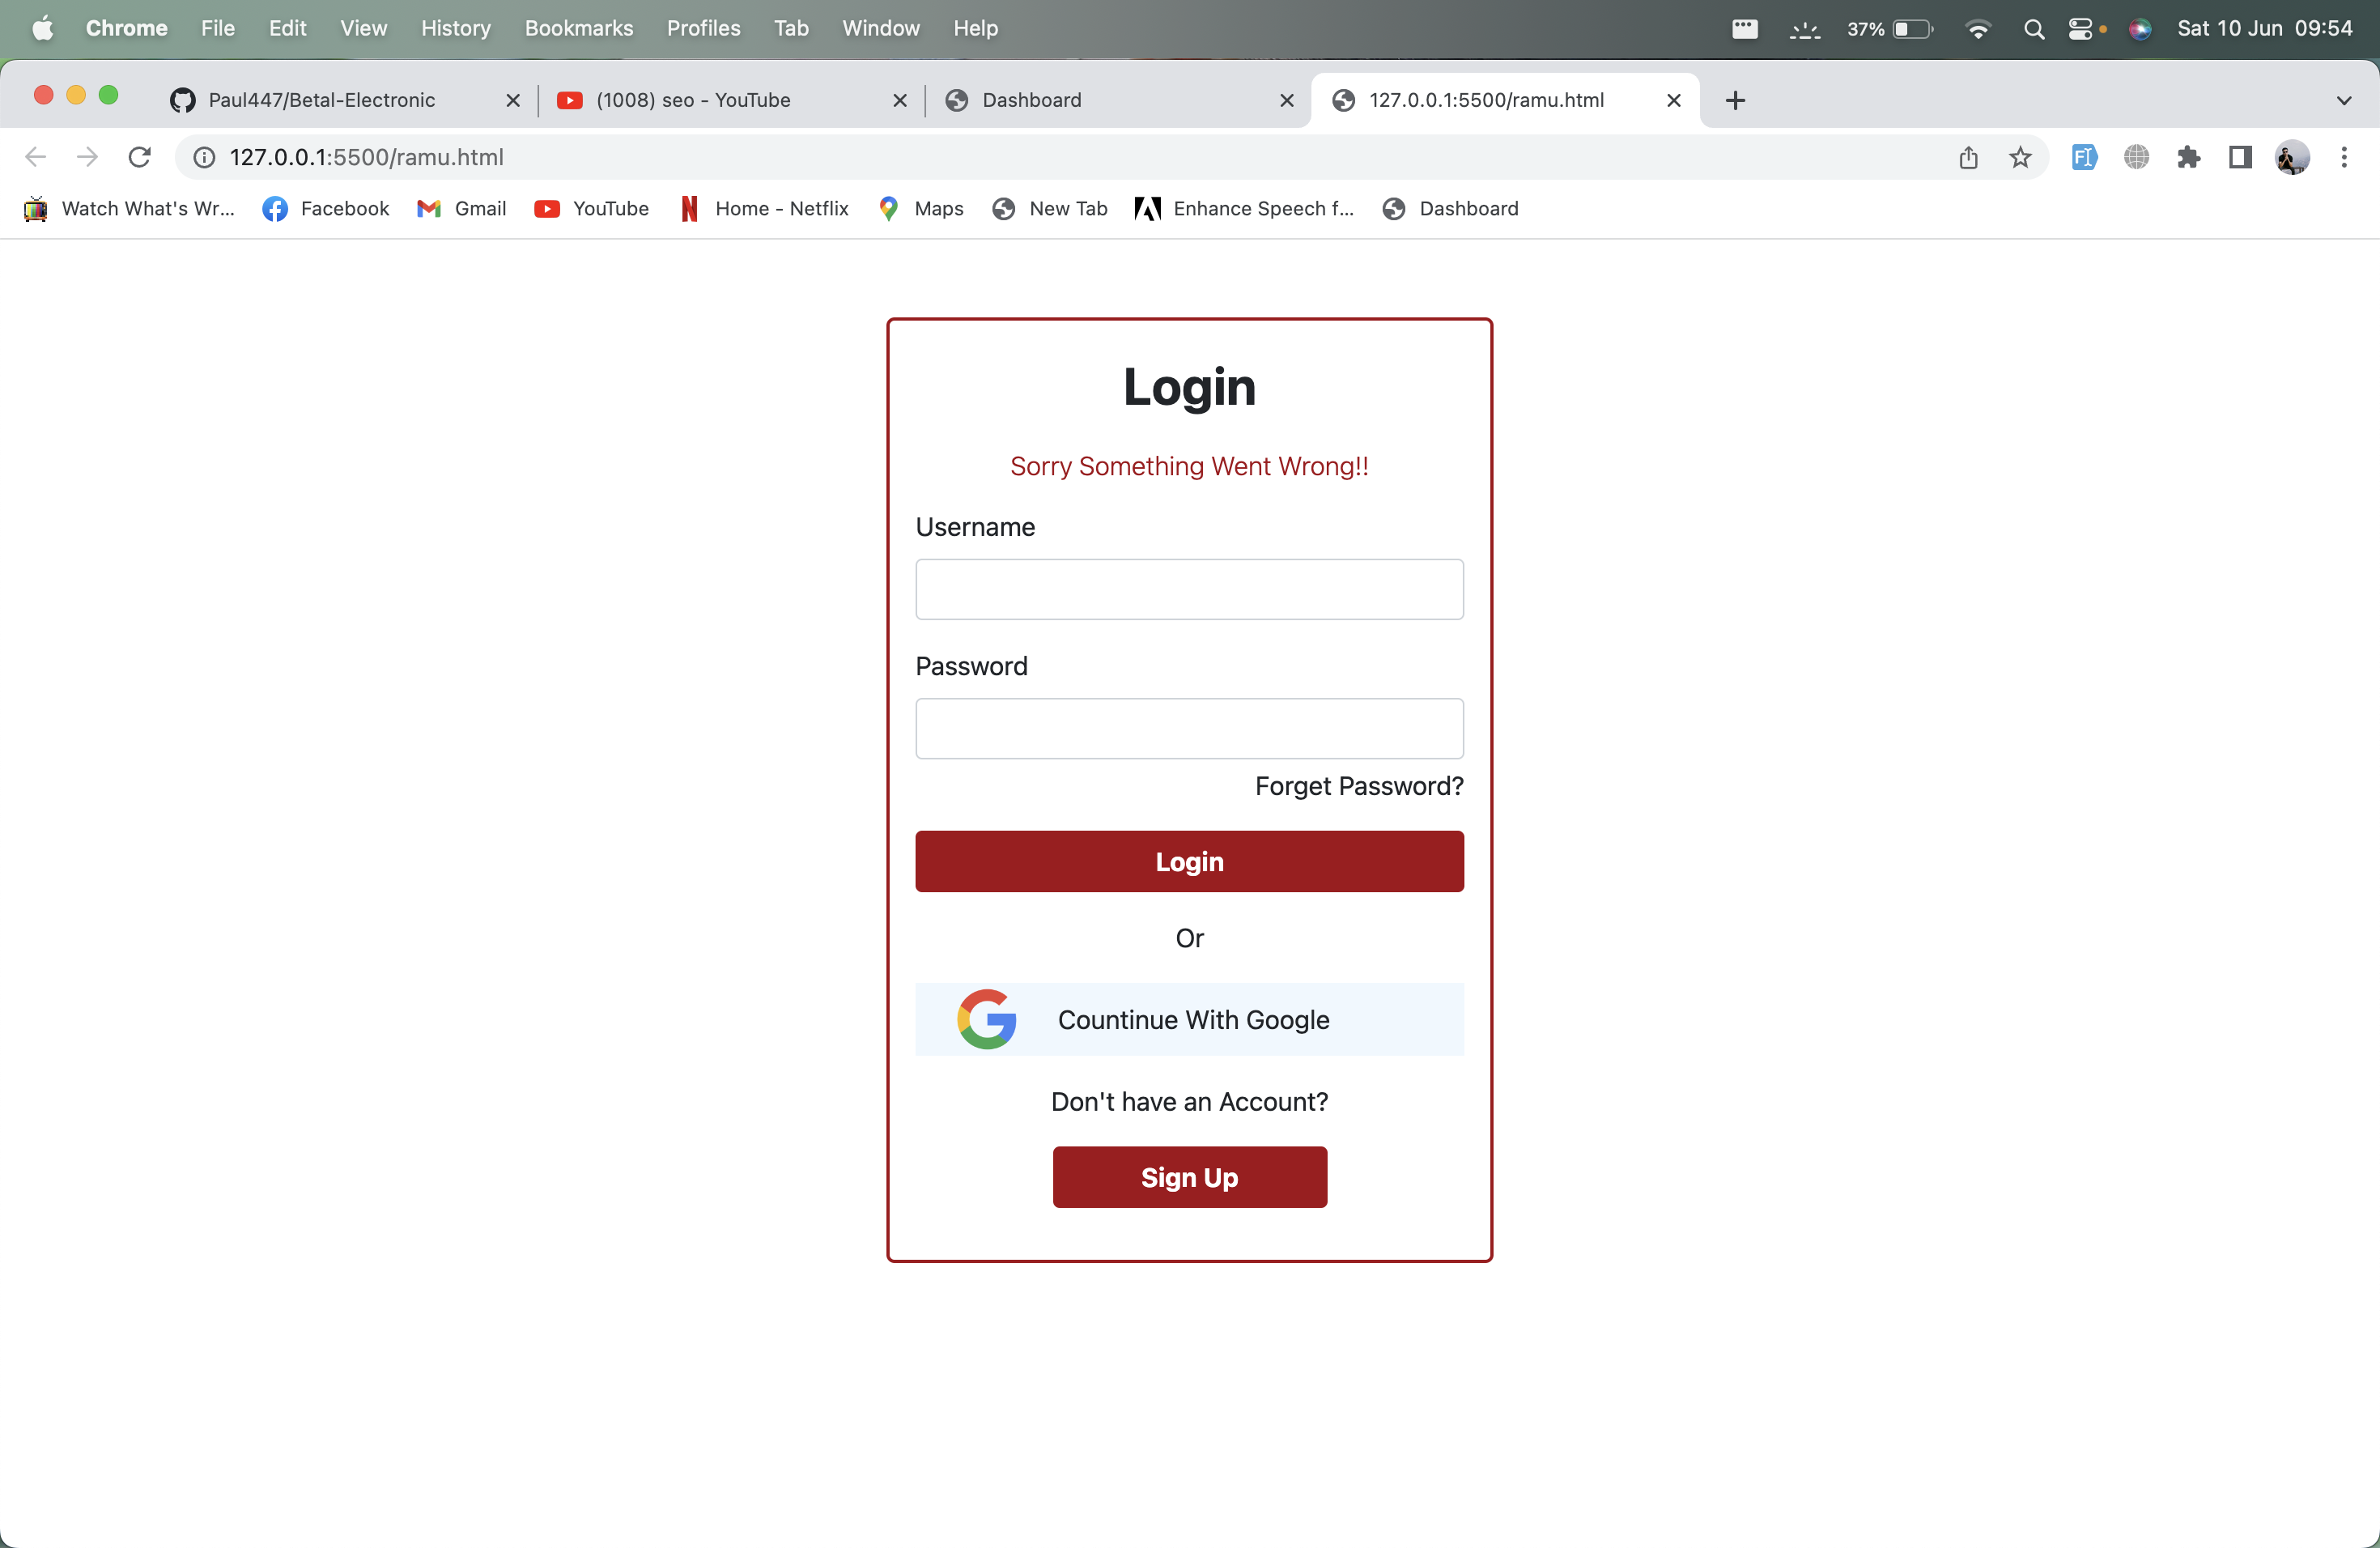 Chrome File Edit View History Bookmarks Profiles Tab Window Help 37% Sat 10 Jun 09:54
Paul447/Betal-Electronic (1008) seo - YouTube Dashboard 127.0.0.1:5500/ramu.html
127.0.0.1:5500/ramu.html
Watch What's Wr... Facebook Gmail YouTube Home - Netflix Maps New Tab Enhance Speech f... Dashboard
Login
Sorry Something Went Wrong!!
Username
Password
Forget Password?
Login
Or
Countinue With Google
Don't have an Account?
Sign Up